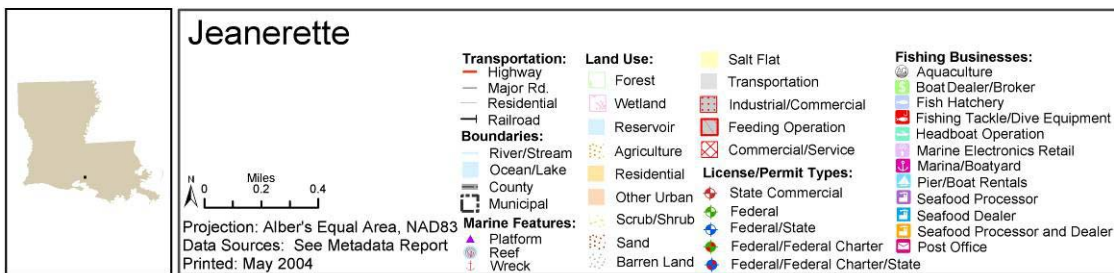 Jeanerette
N
Miles
0 0.2 0.4
Projection: Alber's Equal Area, NAD83
Data Sources: See Metadata Report
Printed: May 2004
Transportation:
Highway
Major Rd.
Residential
Railroad
Boundaries:
River/Stream
Ocean/Lake
County
Municipal
Marine Features:
Platform
Reef
Wreck
Land Use:
Forest
Wetland
Reservoir
Agriculture
Residential
Other Urban
Scrub/Shrub
Sand
Barren Land
Salt Flat
Transportation
Industrial/Commercial
Feeding Operation
Commercial/Service
License/Permit Types:
State Commercial
Federal
Federal/State
Federal/Federal Charter
Federal/Federal Charter/State
Fishing Businesses:
Aquaculture
Boat Dealer/Broker
Fish Hatchery
Fishing Tackle/Dive Equipment
Headboat Operation
Marine Electronics Retail
Marina/Boatyard
Pier/Boat Rentals
Seafood Processor
Seafood Dealer
Seafood Processor and Dealer
Post Office